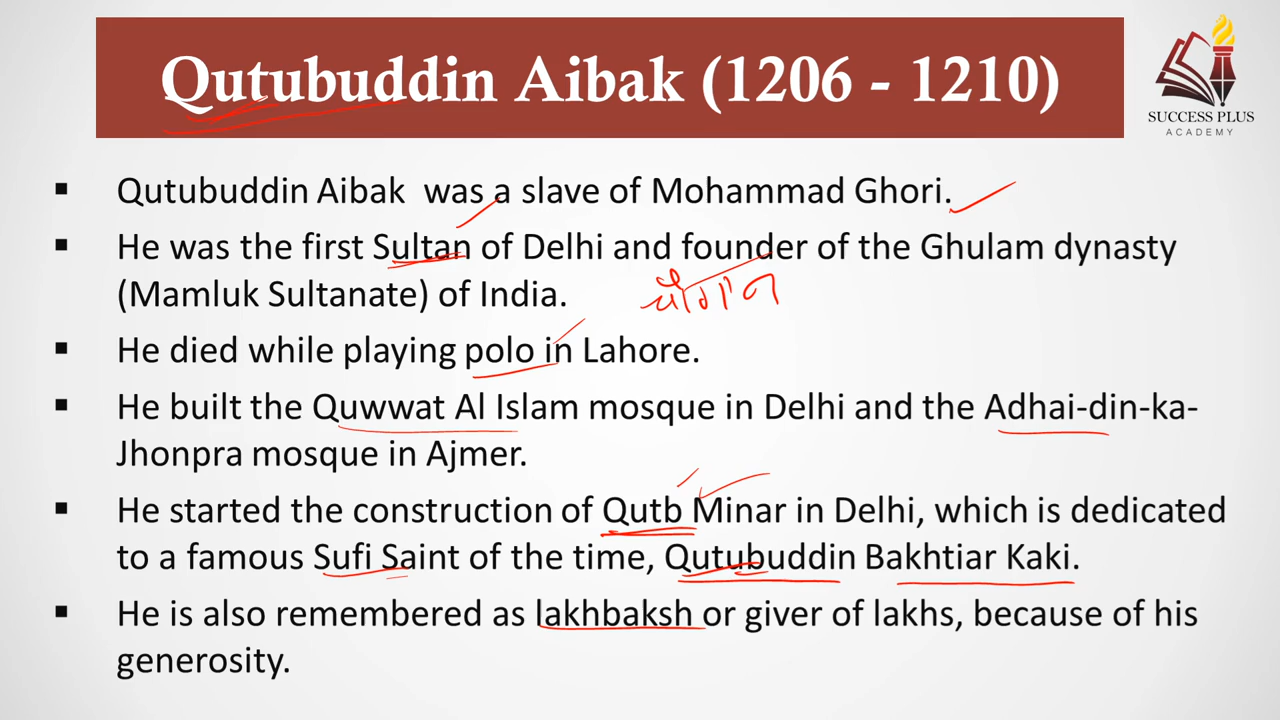 Qutubuddin Aibak (1206 - 1210)
SUCCESS PLUS
ACADEMY
▪ Qutubuddin Aibak was a slave of Mohammad Ghori.
▪ He was the first Sultan of Delhi and founder of the Ghulam dynasty
(Mamluk Sultanate) of India.
चौगान
▪ He died while playing polo in Lahore.
▪ He built the Quwwat Al Islam mosque in Delhi and the Adhai-din-ka-
Jhonpra mosque in Ajmer.
▪ He started the construction of Qutb Minar in Delhi, which is dedicated
to a famous Sufi Saint of the time, Qutubuddin Bakhtiar Kaki.
▪ He is also remembered as lakhbaksh or giver of lakhs, because of his
generosity.